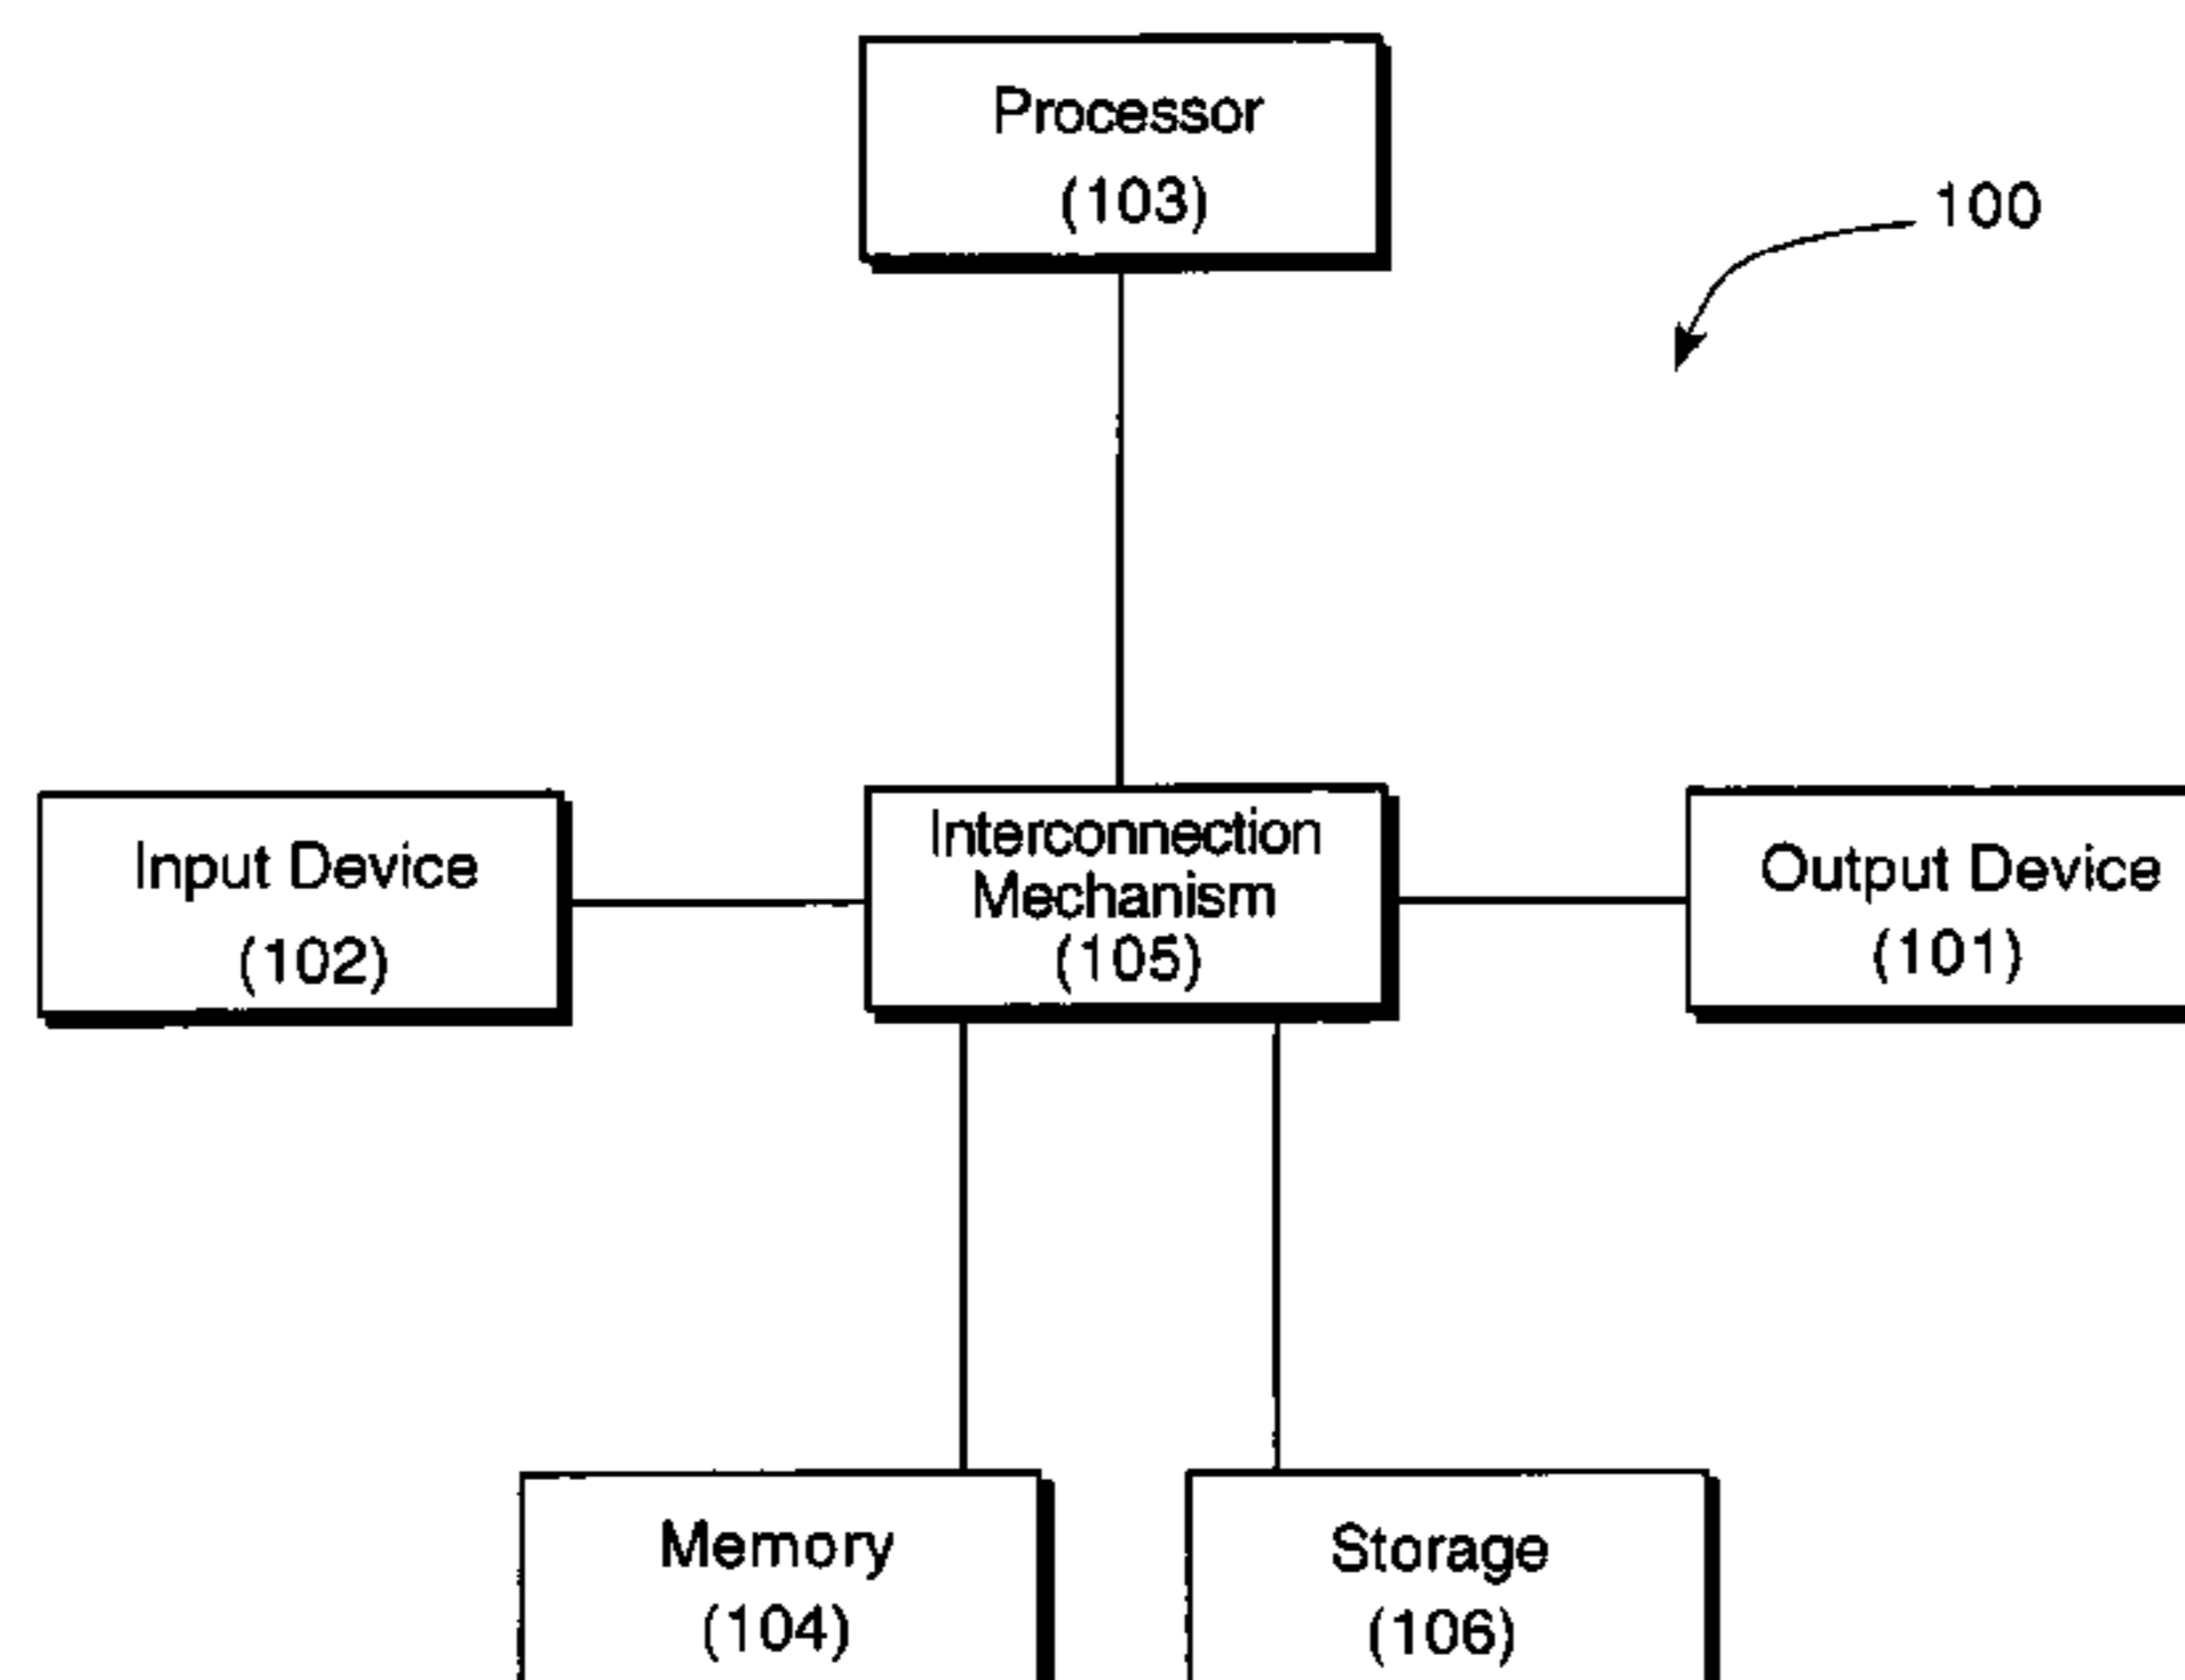 Processor
(103)
100
Input Device
(102)
Interconnection
Mechanism
(105)
Output Device
(101)
Memory
(104)
Storage
(106)